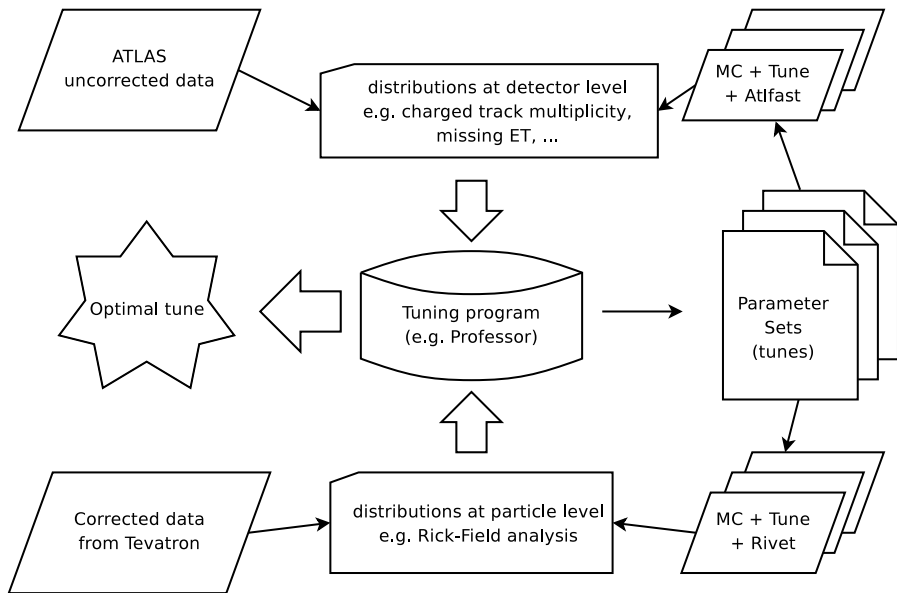 ATLAS
uncorrected data
distributions at detector level
e.g. charged track multiplicity,
missing ET, ...
MC + Tune
+ Atlfast
Optimal tune
Tuning program
(e.g. Professor)
Parameter
Sets
(tunes)
Corrected data
from Tevatron
distributions at particle level
e.g. Rick-Field analysis
MC + Tune
+ Rivet